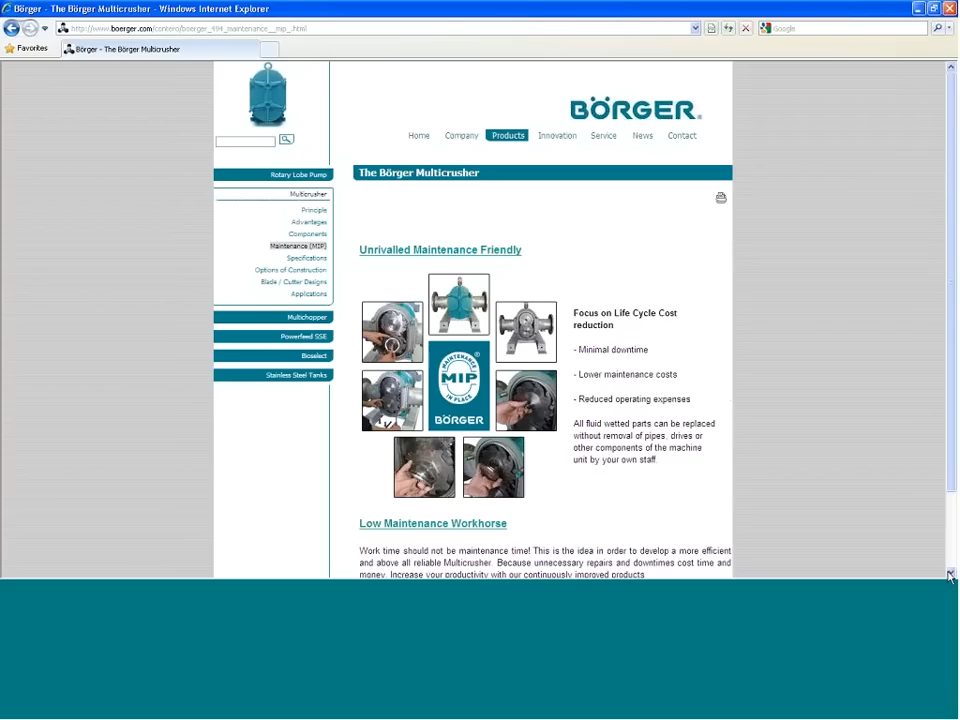 Börger - The Börger Multicrusher - Windows Internet Explorer
http://www.boerger.com/contero/boerger_494_maintenance__mip_.html
Google
Favorites
Börger - The Börger Multicrusher
BÖRGER®
Home Company Products Innovation Service News Contact
Rotary Lobe Pump
Multicrusher
Principle
Advantages
Components
Maintenance (MIP)
Specifications
Options of Construction
Blade / Cutter Designs
Applications
Multichopper
Powerfeed SSE
Bioselect
Stainless Steel Tanks
The Börger Multicrusher
Unrivalled Maintenance Friendly
MAINTENANCE
MIP®
IN PLACE
BÖRGER
Focus on Life Cycle Cost
reduction
- Minimal downtime
- Lower maintenance costs
- Reduced operating expenses
All fluid wetted parts can be replaced
without removal of pipes, drives or
other components of the machine
unit by your own staff.
Low Maintenance Workhorse
Work time should not be maintenance time! This is the idea in order to develop a more efficient
and above all reliable Multicrusher. Because unnecessary repairs and downtimes cost time and
money. Increase your productivity with our continuously improved products